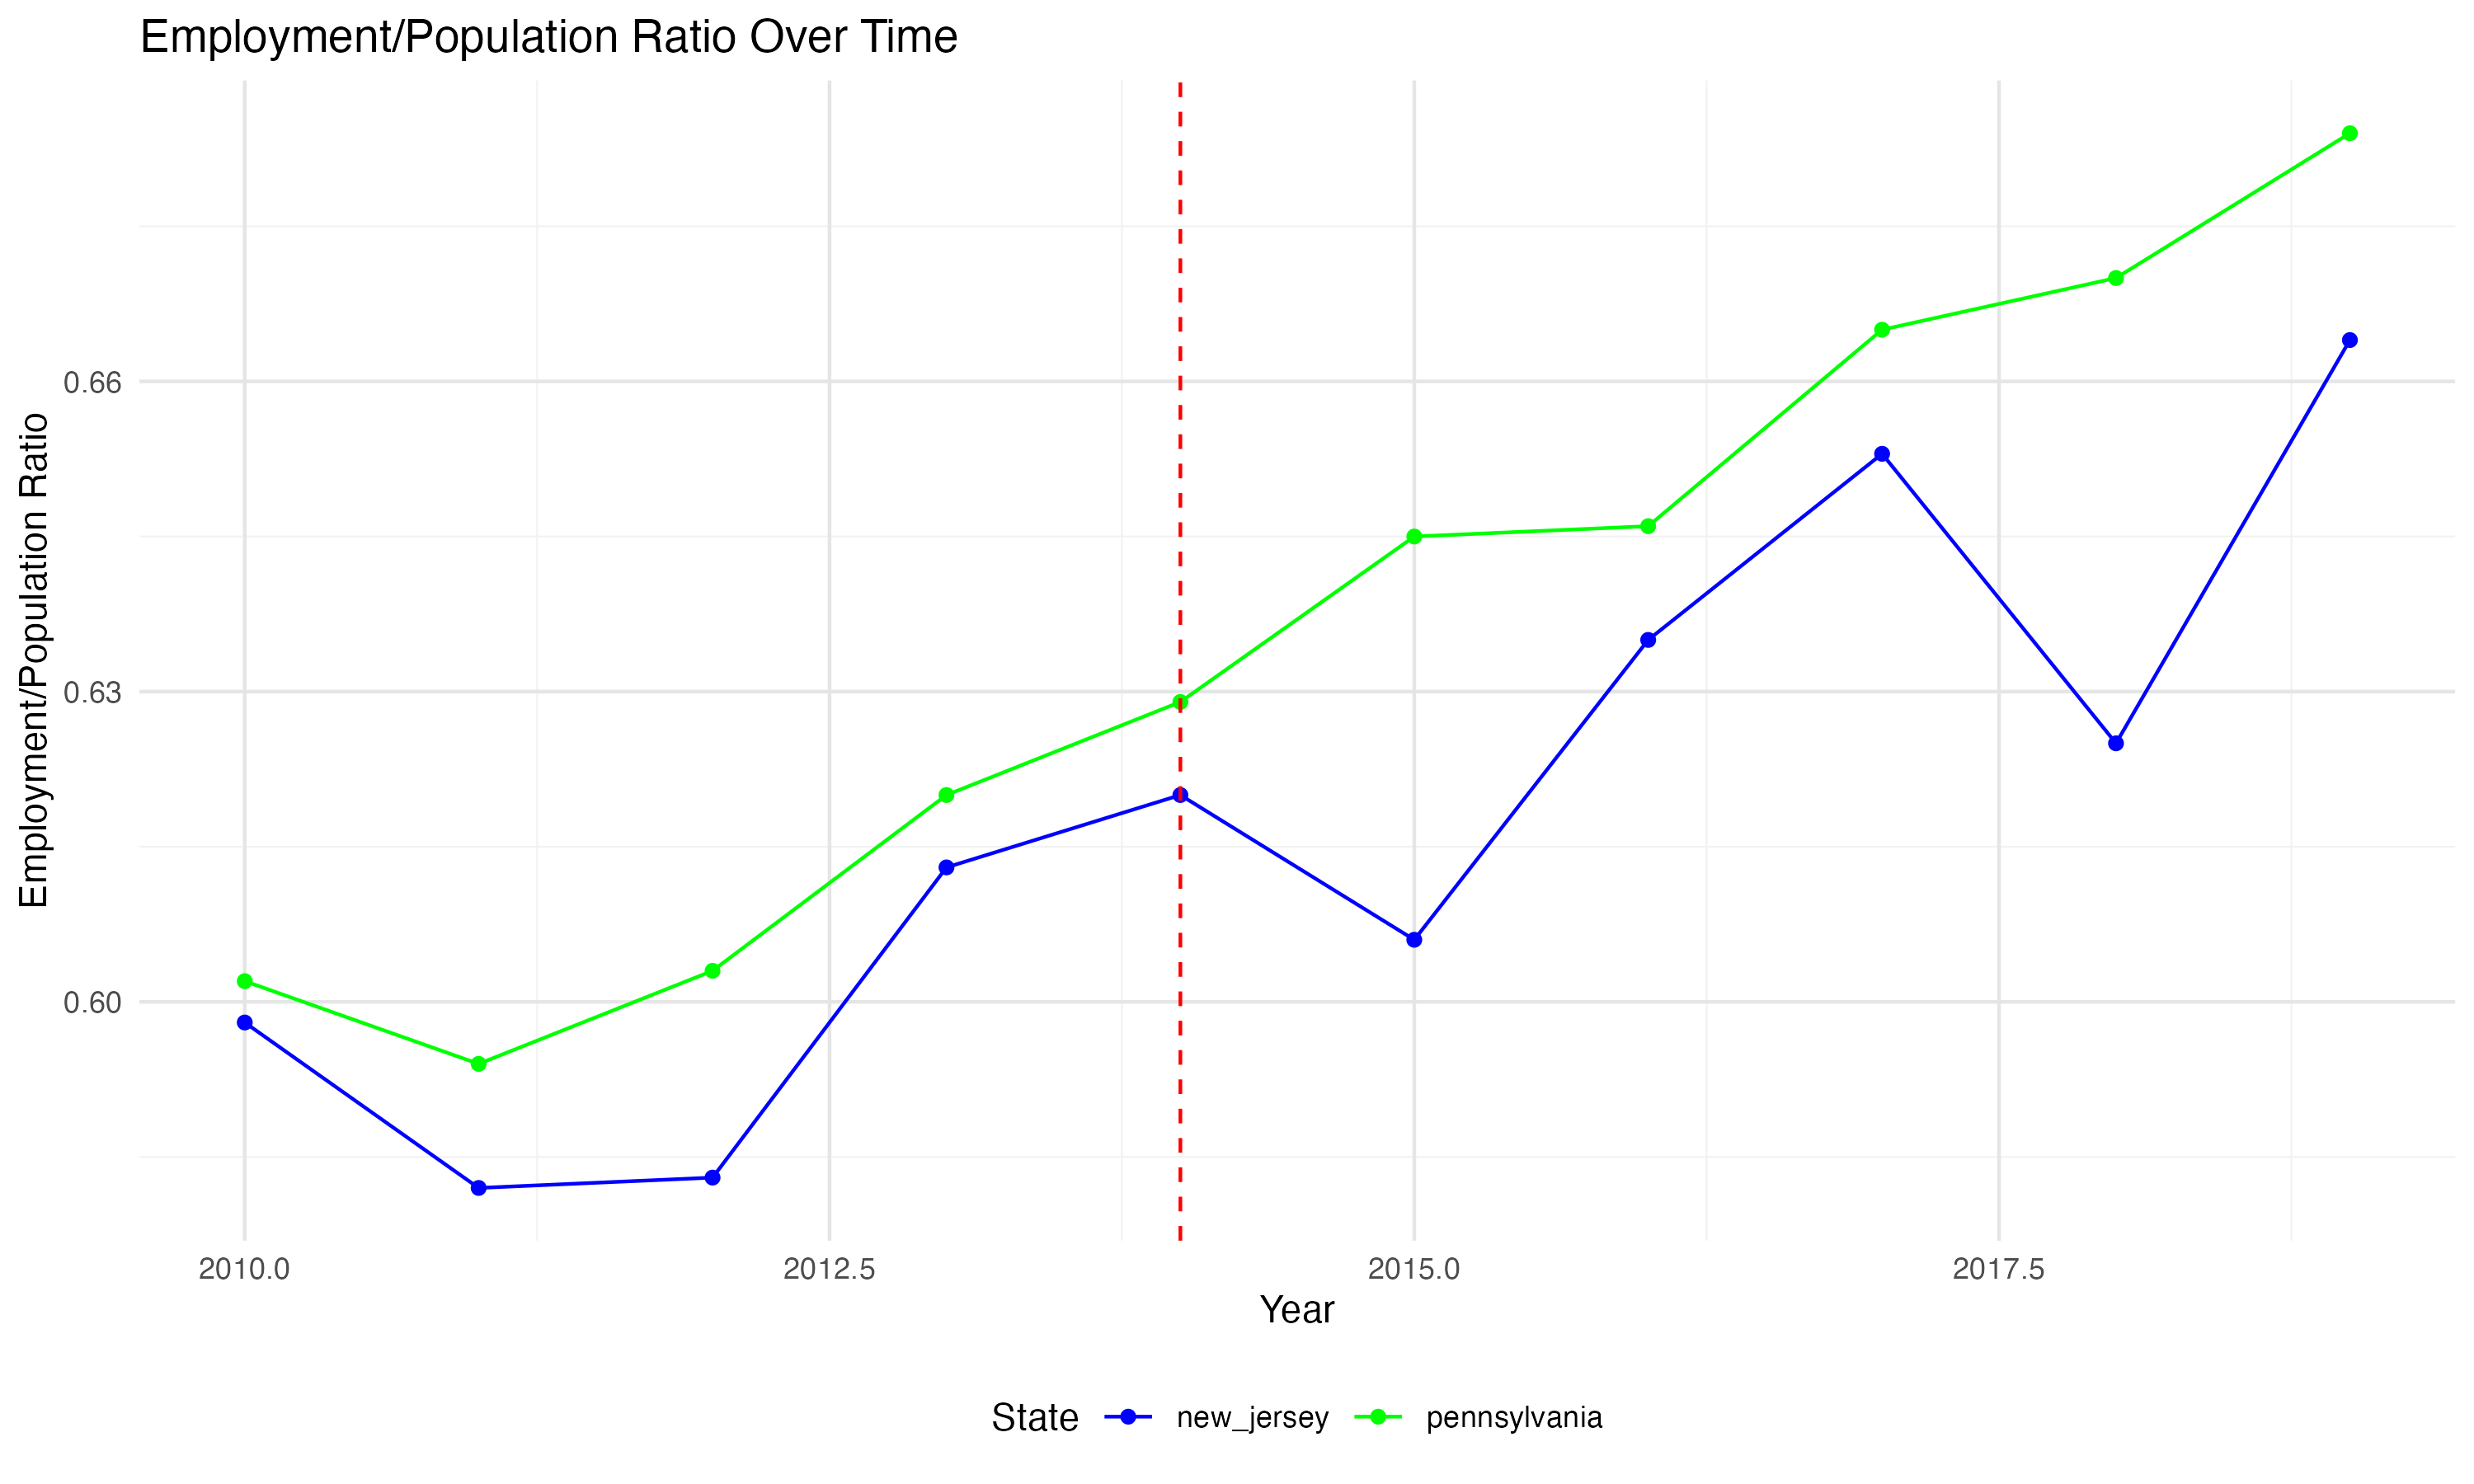 Employment/Population Ratio Over Time
Employment/Population Ratio
0.66
0.63
0.60
2010.0 2012.5 2015.0 2017.5
Year
State new_jersey pennsylvania